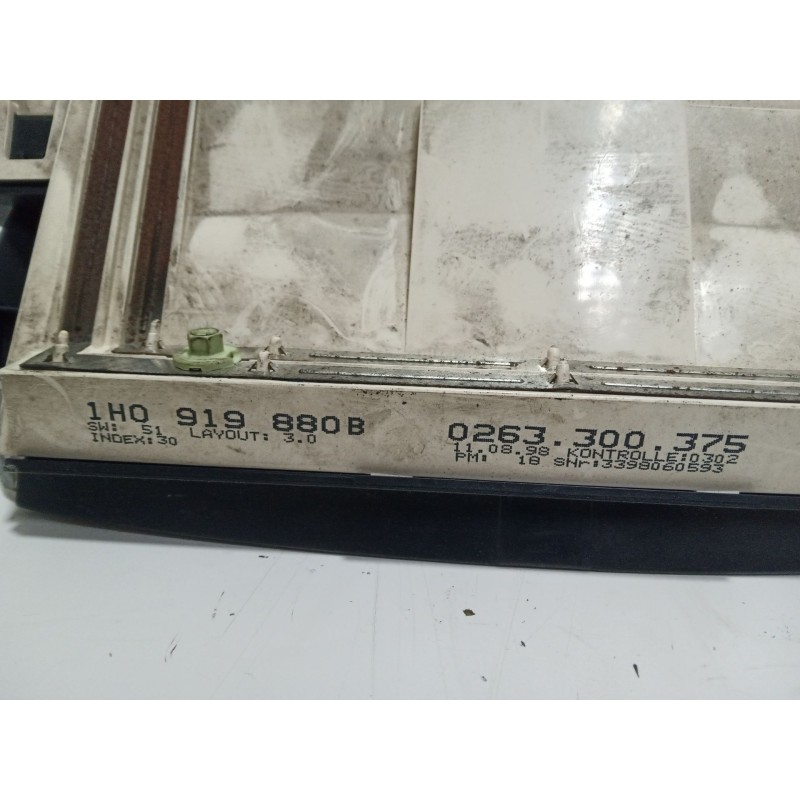 1H0 919 880B
SW: 51
INDEX:30 LAYOUT: 3.0
0263.300.375
11.08.98 KONTROLLE:0302
PM: 18 SNr:3398060593